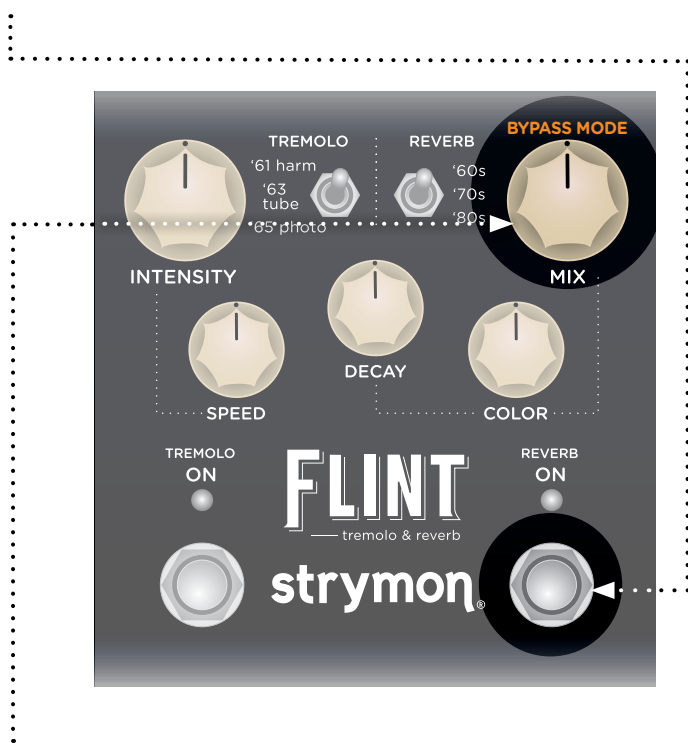 BYPASS MODE
TREMOLO
REVERB
‘61 harm
‘63
tube
‘65 photo
‘60s
‘70s
‘80s
INTENSITY
MIX
DECAY
SPEED
COLOR
TREMOLO
ON
REVERB
ON
FLINT
tremolo & reverb
strymon®